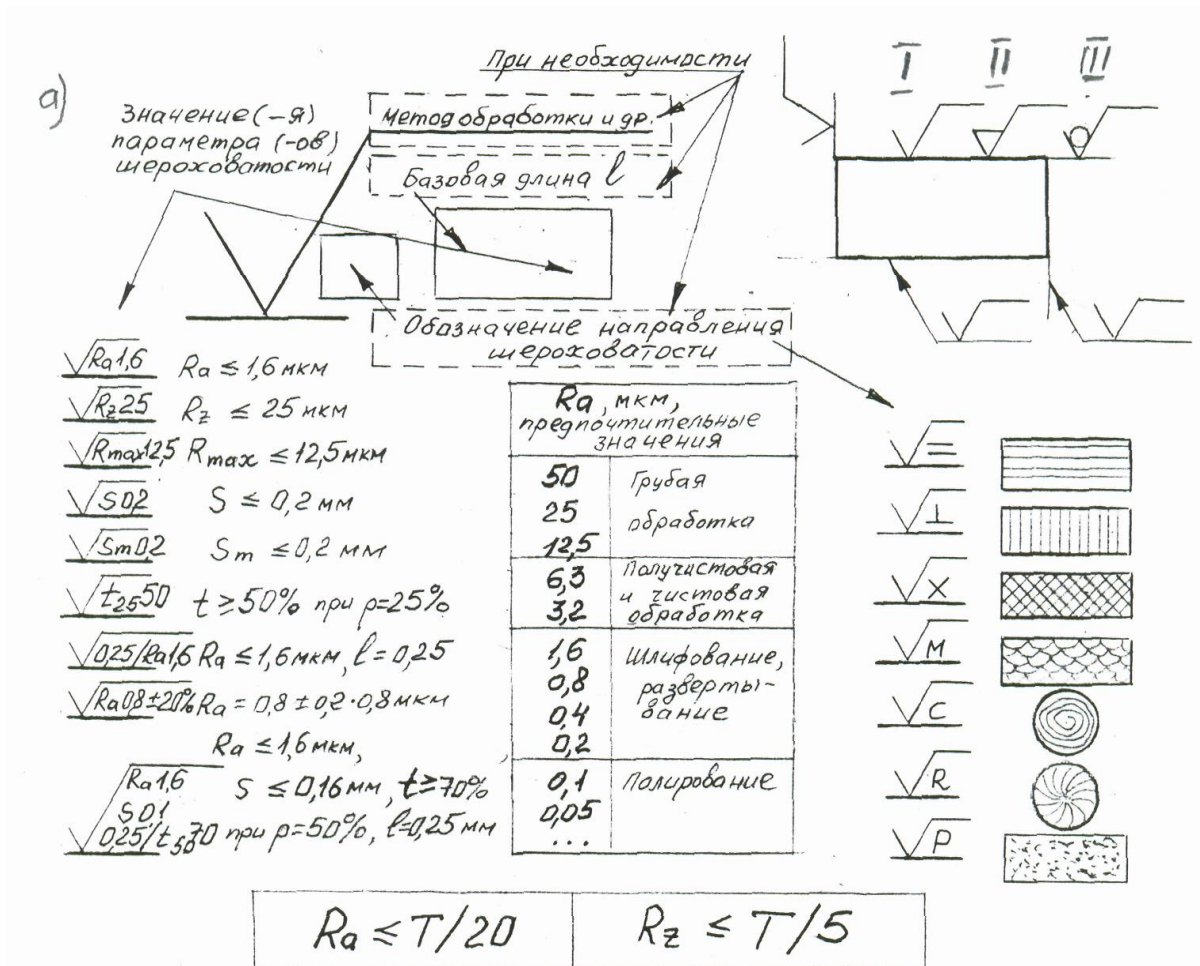 а)
При необходимости
Значение(-я)
параметра (-ов)
шероховатости
Метод обработки и др.
Базовая длина l
Обазначение направления
шероховатости
I II III
√Ra1,6 Ra ≤ 1,6 мкм
√Rz25 Rz ≤ 25 мкм
√Rmax12,5 Rmax ≤ 12,5 мкм
√S0,2 S ≤ 0,2 мм
√Sm0,2 Sm ≤ 0,2 мм
√t₂₅50 t ≥ 50% при p=25%
√0,25/Ra1,6 Ra ≤ 1,6 мкм, l = 0,25
√Ra0,8±20% Ra = 0,8 ± 0,2·0,8 мкм
Ra ≤ 1,6 мкм,
Ra1,6 S ≤ 0,16 мм, t ≥ 70%
S0,1
√0,25/t₅₀70 при p=50%, l=0,25 мм
Ra, мкм,
предпочтительные
значения
50 Грубая
25 обработка
12,5
6,3 Получистовая
и чистовая
3,2 обработка
1,6 Шлифование,
0,8 разверты-
0,4 вание
0,2
0,1 Полирование
0,05
...
√=
√⊥
√X
√M
√C
√R
√P
Ra ≤ T/20 Rz ≤ T/5